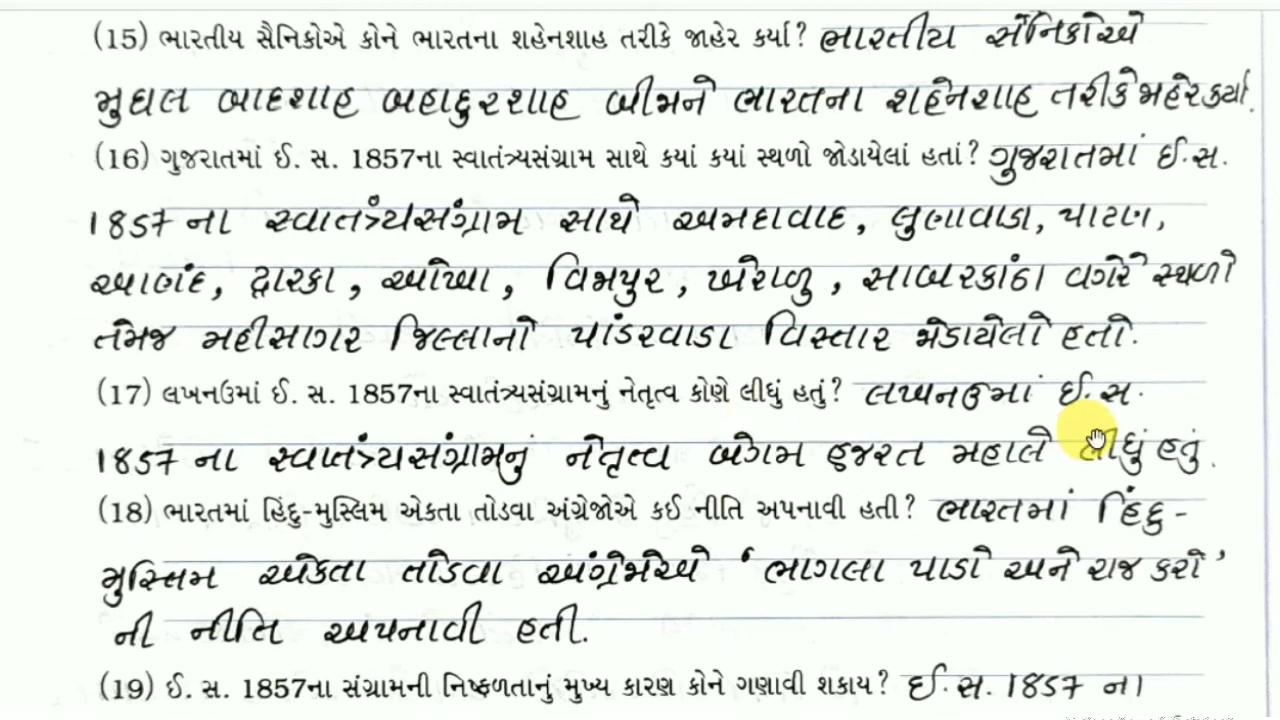 (15) ભારતીય સૈનિકોએ કોને ભારતના શહેનશાહ તરીકે જાહેર કર્યા? ભારતીય સૈનિકોએ
મુઘલ બાદશાહ બહાદુરશાહ બીજાને ભારતના શહેનશાહ તરીકે જાહેર કર્યા.
(16) ગુજરાતમાં ઈ. સ. 1857ના સ્વાતંત્ર્યસંગ્રામ સાથે કયાં કયાં સ્થળો જોડાયેલાં હતાં? ગુજરાતમાં ઈ.સ.
1857 ના સ્વાતંત્ર્યસંગ્રામ સાથે અમદાવાદ, લુણાવાડા, પાટણ,
આણંદ, દ્વારકા, ઓખા, વિજાપુર, ખેરાળુ, સાબરકાંઠા વગેરે સ્થળો
તેમજ મહીસાગર જિલ્લાનો પાંડરવાડા વિસ્તાર જોડાયેલો હતો.
(17) લખનઉમાં ઈ. સ. 1857ના સ્વાતંત્ર્યસંગ્રામનું નેતૃત્વ કોણે લીધું હતું? લખનઉમાં ઈ.સ.
1857 ના સ્વાતંત્ર્યસંગ્રામનું નેતૃત્વ બેગમ હજરત મહાલે લીધું હતું.
(18) ભારતમાં હિંદુ-મુસ્લિમ એકતા તોડવા અંગ્રેજોએ કઈ નીતિ અપનાવી હતી? ભારતમાં હિંદુ-
મુસ્લિમ એકતા તોડવા અંગ્રેજોએ 'ભાગલા પાડો અને રાજ કરો'
ની નીતિ અપનાવી હતી.
(19) ઈ. સ. 1857ના સંગ્રામની નિષ્ફળતાનું મુખ્ય કારણ કોને ગણાવી શકાય? ઈ.સ. 1857 ના